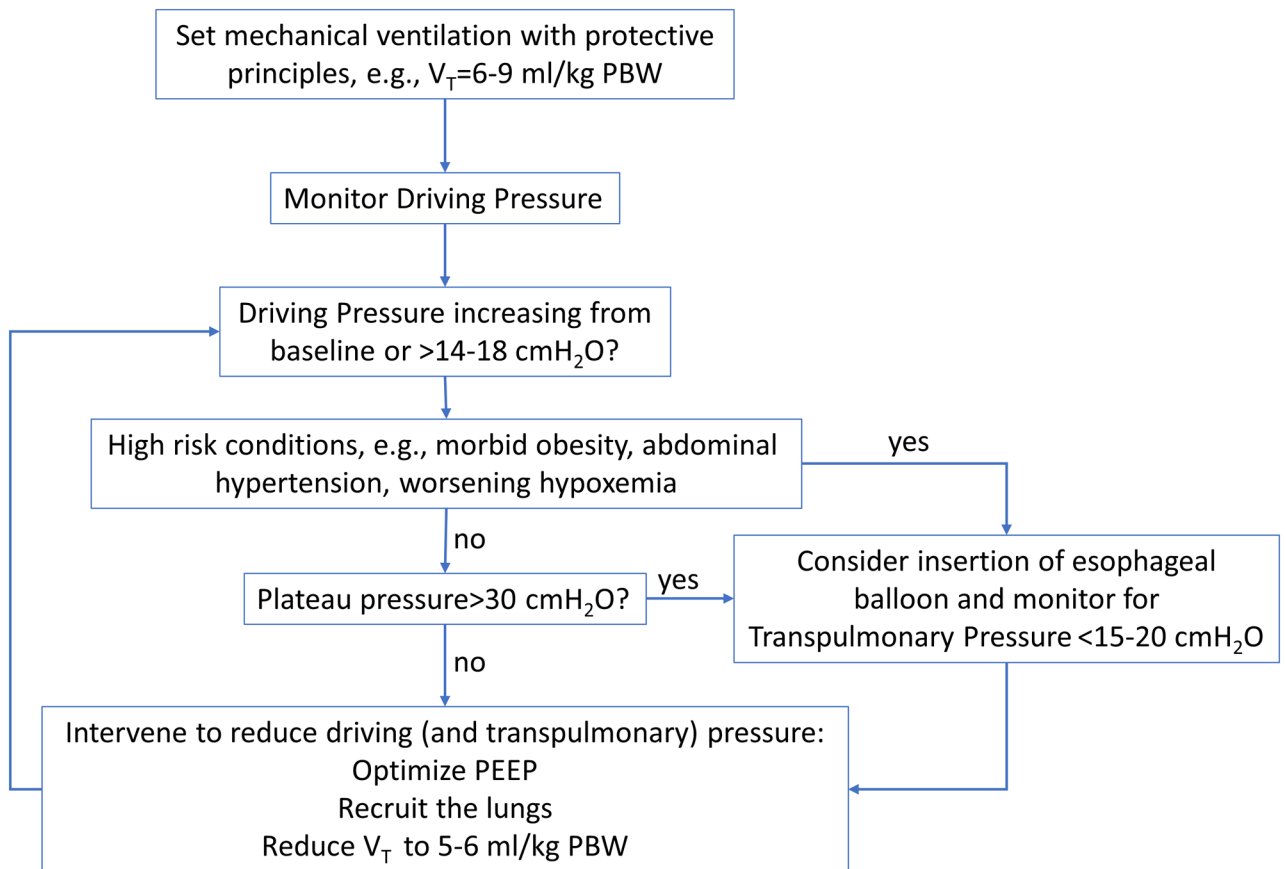 Set mechanical ventilation with protective
principles, e.g., V_T=6-9 ml/kg PBW
Monitor Driving Pressure
Driving Pressure increasing from
baseline or >14-18 cmH₂O?
High risk conditions, e.g., morbid obesity, abdominal
hypertension, worsening hypoxemia
yes
no
Plateau pressure>30 cmH₂O?
yes
Consider insertion of esophageal
balloon and monitor for
Transpulmonary Pressure <15-20 cmH₂O
no
Intervene to reduce driving (and transpulmonary) pressure:
Optimize PEEP
Recruit the lungs
Reduce V_T to 5-6 ml/kg PBW